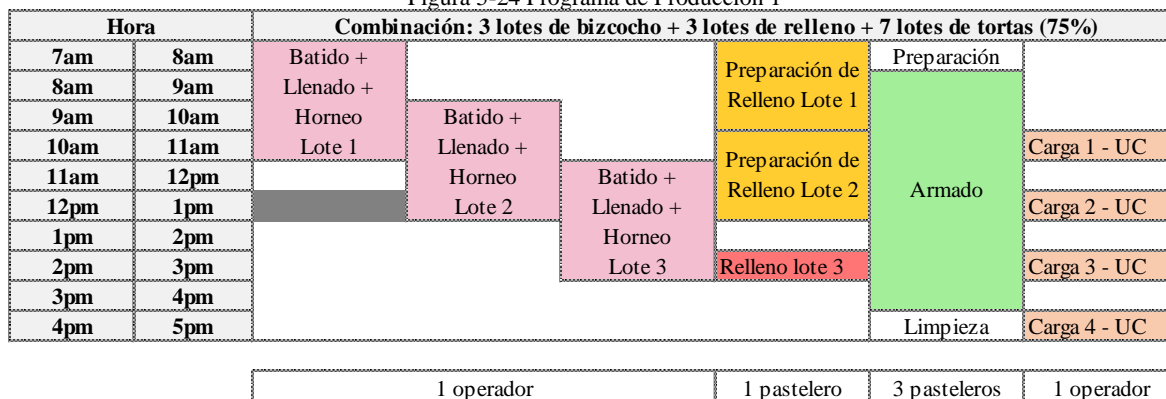 Figura 5-24 Programa de Producción 1
Hora Combinación: 3 lotes de bizcocho + 3 lotes de relleno + 7 lotes de tortas (75%)
7am 8am Batido + Preparación de Relleno Lote 1 Preparación
8am 9am Llenado +
9am 10am Horneo Batido +
10am 11am Lote 1 Llenado + Preparación de Relleno Lote 2 Armado Carga 1 - UC
11am 12pm Horneo Batido +
12pm 1pm Lote 2 Llenado + Carga 2 - UC
1pm 2pm Horneo
2pm 3pm Lote 3 Relleno lote 3 Carga 3 - UC
3pm 4pm
4pm 5pm Limpieza Carga 4 - UC
1 operador 1 pastelero 3 pasteleros 1 operador